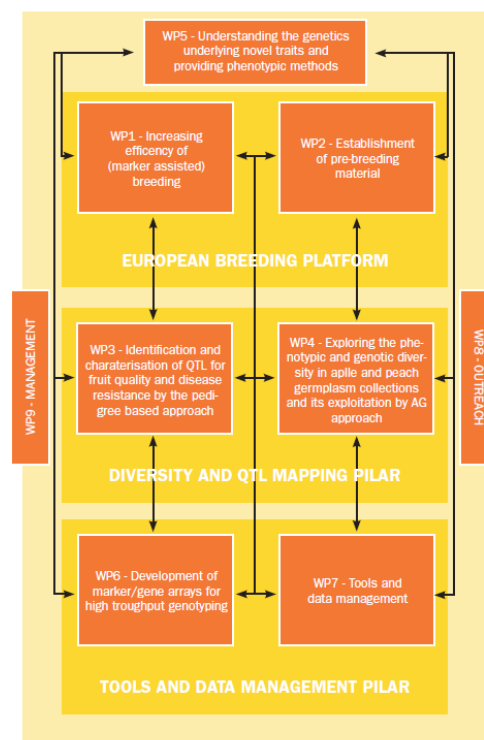 WP5 - Understanding the genetics
underlying novel traits and
providing phenotypic methods
WP1 - Increasing
efficency of
(marker assisted)
breeding
WP2 - Establishment
of pre-breeding
material
EUROPEAN BREEDING PLATFORM
WP9 - MANAGEMENT
WP3 - Identification and
charaterisation of QTL for
fruit quality and disease
resistance by the pedi-
gree based approach
WP4 - Exploring the phe-
notypic and genotic diver-
sity in aplle and peach
germplasm collections
and its exploitation by AG
approach
WP8 - OUTREACH
DIVERSITY AND QTL MAPPING PILAR
WP6 - Development of
marker/gene arrays for
high troughput genotyping
WP7 - Tools and
data management
TOOLS AND DATA MANAGEMENT PILAR